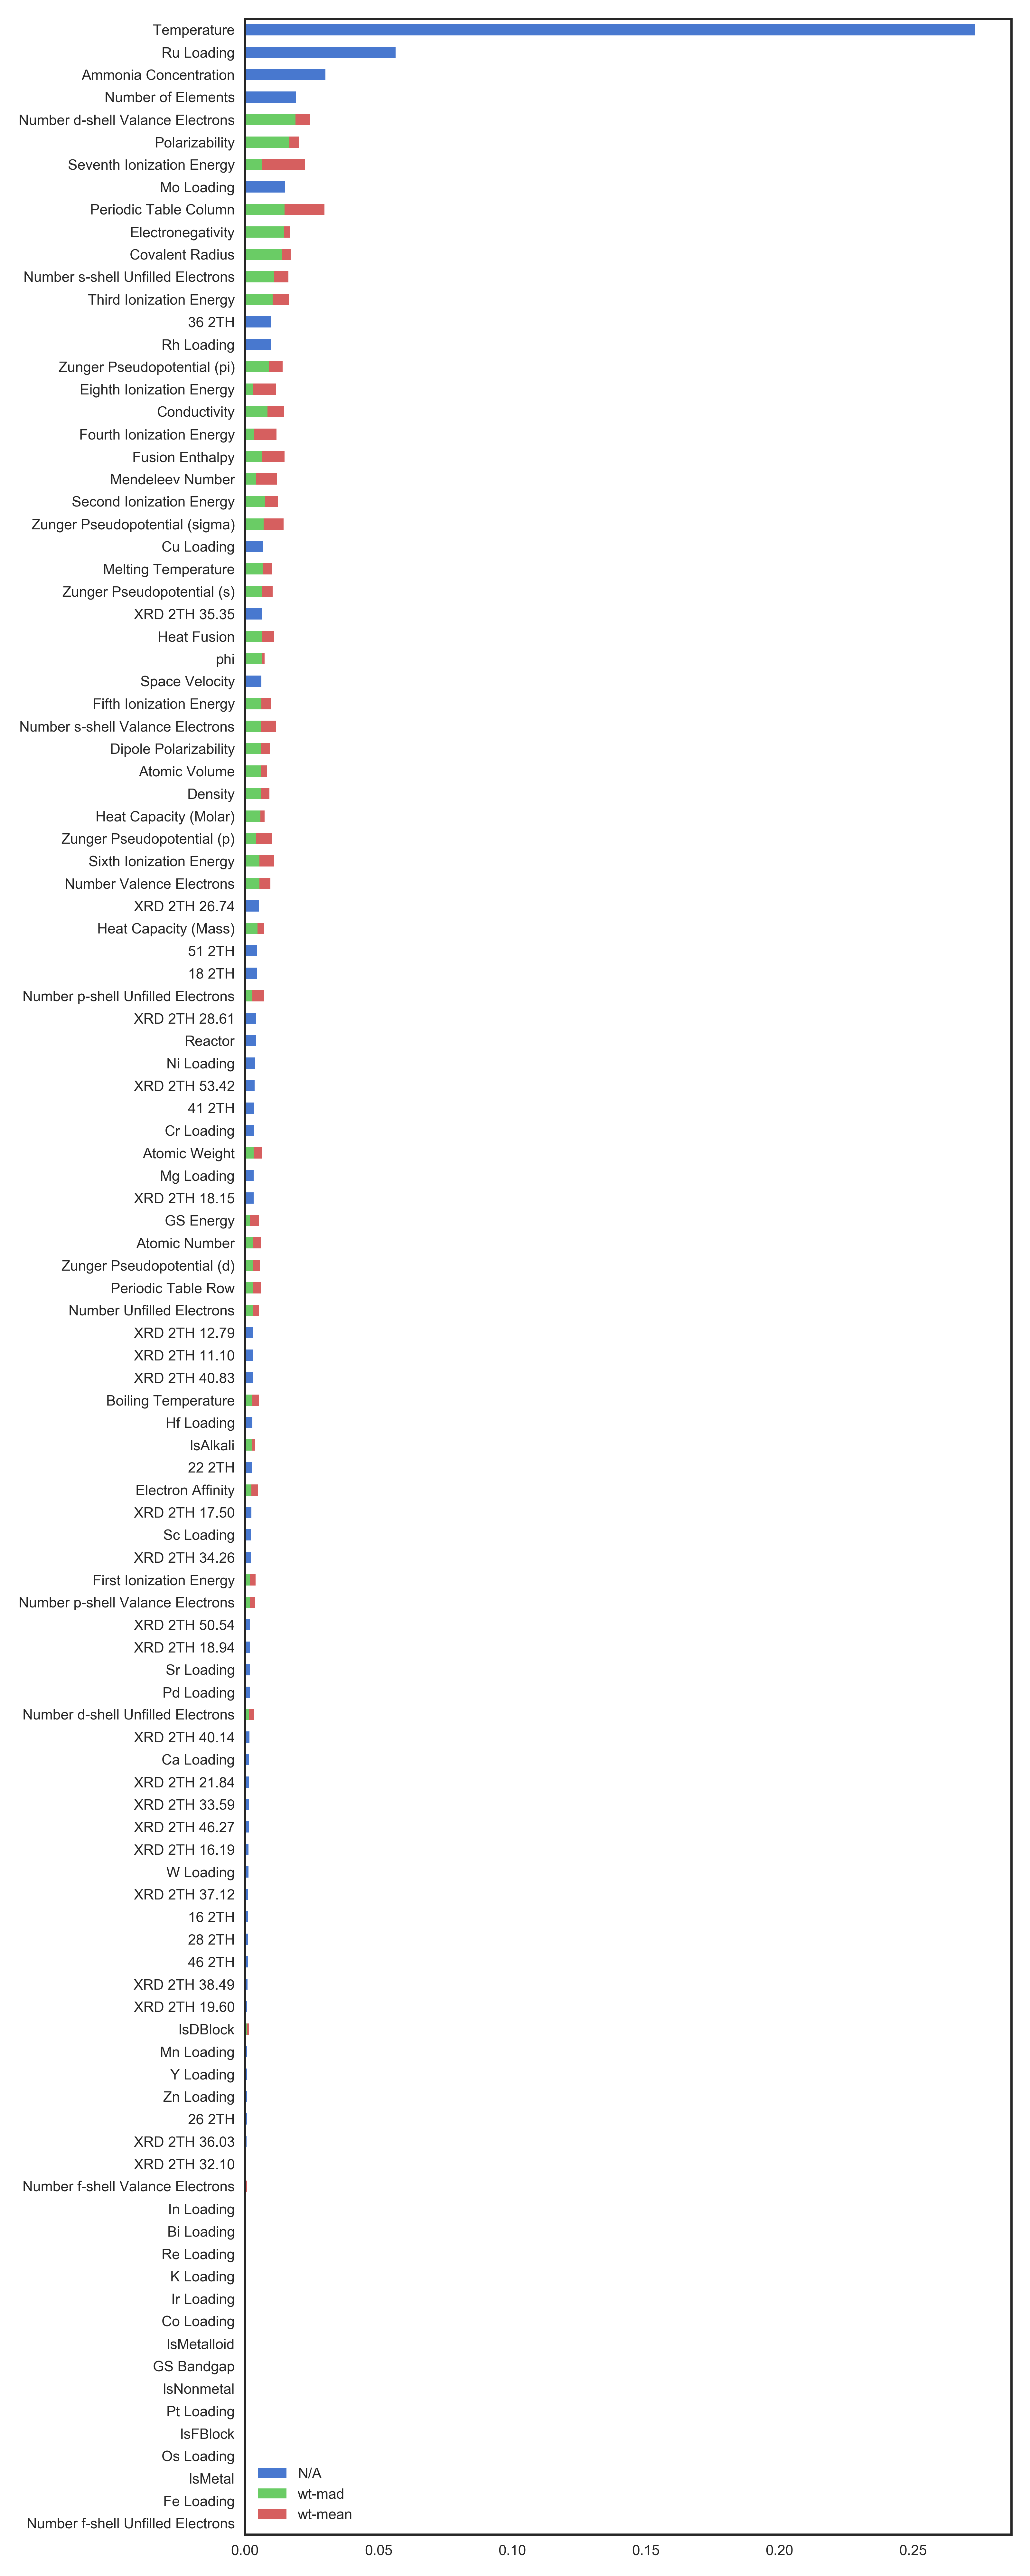 Temperature
Ru Loading
Ammonia Concentration
Number of Elements
Number d-shell Valance Electrons
Polarizability
Seventh Ionization Energy
Mo Loading
Periodic Table Column
Electronegativity
Covalent Radius
Number s-shell Unfilled Electrons
Third Ionization Energy
36 2TH
Rh Loading
Zunger Pseudopotential (pi)
Eighth Ionization Energy
Conductivity
Fourth Ionization Energy
Fusion Enthalpy
Mendeleev Number
Second Ionization Energy
Zunger Pseudopotential (sigma)
Cu Loading
Melting Temperature
Zunger Pseudopotential (s)
XRD 2TH 35.35
Heat Fusion
phi
Space Velocity
Fifth Ionization Energy
Number s-shell Valance Electrons
Dipole Polarizability
Atomic Volume
Density
Heat Capacity (Molar)
Zunger Pseudopotential (p)
Sixth Ionization Energy
Number Valence Electrons
XRD 2TH 26.74
Heat Capacity (Mass)
51 2TH
18 2TH
Number p-shell Unfilled Electrons
XRD 2TH 28.61
Reactor
Ni Loading
XRD 2TH 53.42
41 2TH
Cr Loading
Atomic Weight
Mg Loading
XRD 2TH 18.15
GS Energy
Atomic Number
Zunger Pseudopotential (d)
Periodic Table Row
Number Unfilled Electrons
XRD 2TH 12.79
XRD 2TH 11.10
XRD 2TH 40.83
Boiling Temperature
Hf Loading
IsAlkali
22 2TH
Electron Affinity
XRD 2TH 17.50
Sc Loading
XRD 2TH 34.26
First Ionization Energy
Number p-shell Valance Electrons
XRD 2TH 50.54
XRD 2TH 18.94
Sr Loading
Pd Loading
Number d-shell Unfilled Electrons
XRD 2TH 40.14
Ca Loading
XRD 2TH 21.84
XRD 2TH 33.59
XRD 2TH 46.27
XRD 2TH 16.19
W Loading
XRD 2TH 37.12
16 2TH
28 2TH
46 2TH
XRD 2TH 38.49
XRD 2TH 19.60
IsDBlock
Mn Loading
Y Loading
Zn Loading
26 2TH
XRD 2TH 36.03
XRD 2TH 32.10
Number f-shell Valance Electrons
In Loading
Bi Loading
Re Loading
K Loading
Ir Loading
Co Loading
IsMetalloid
GS Bandgap
IsNonmetal
Pt Loading
IsFBlock
Os Loading
IsMetal
Fe Loading
Number f-shell Unfilled Electrons
N/A
wt-mad
wt-mean
0.00 0.05 0.10 0.15 0.20 0.25